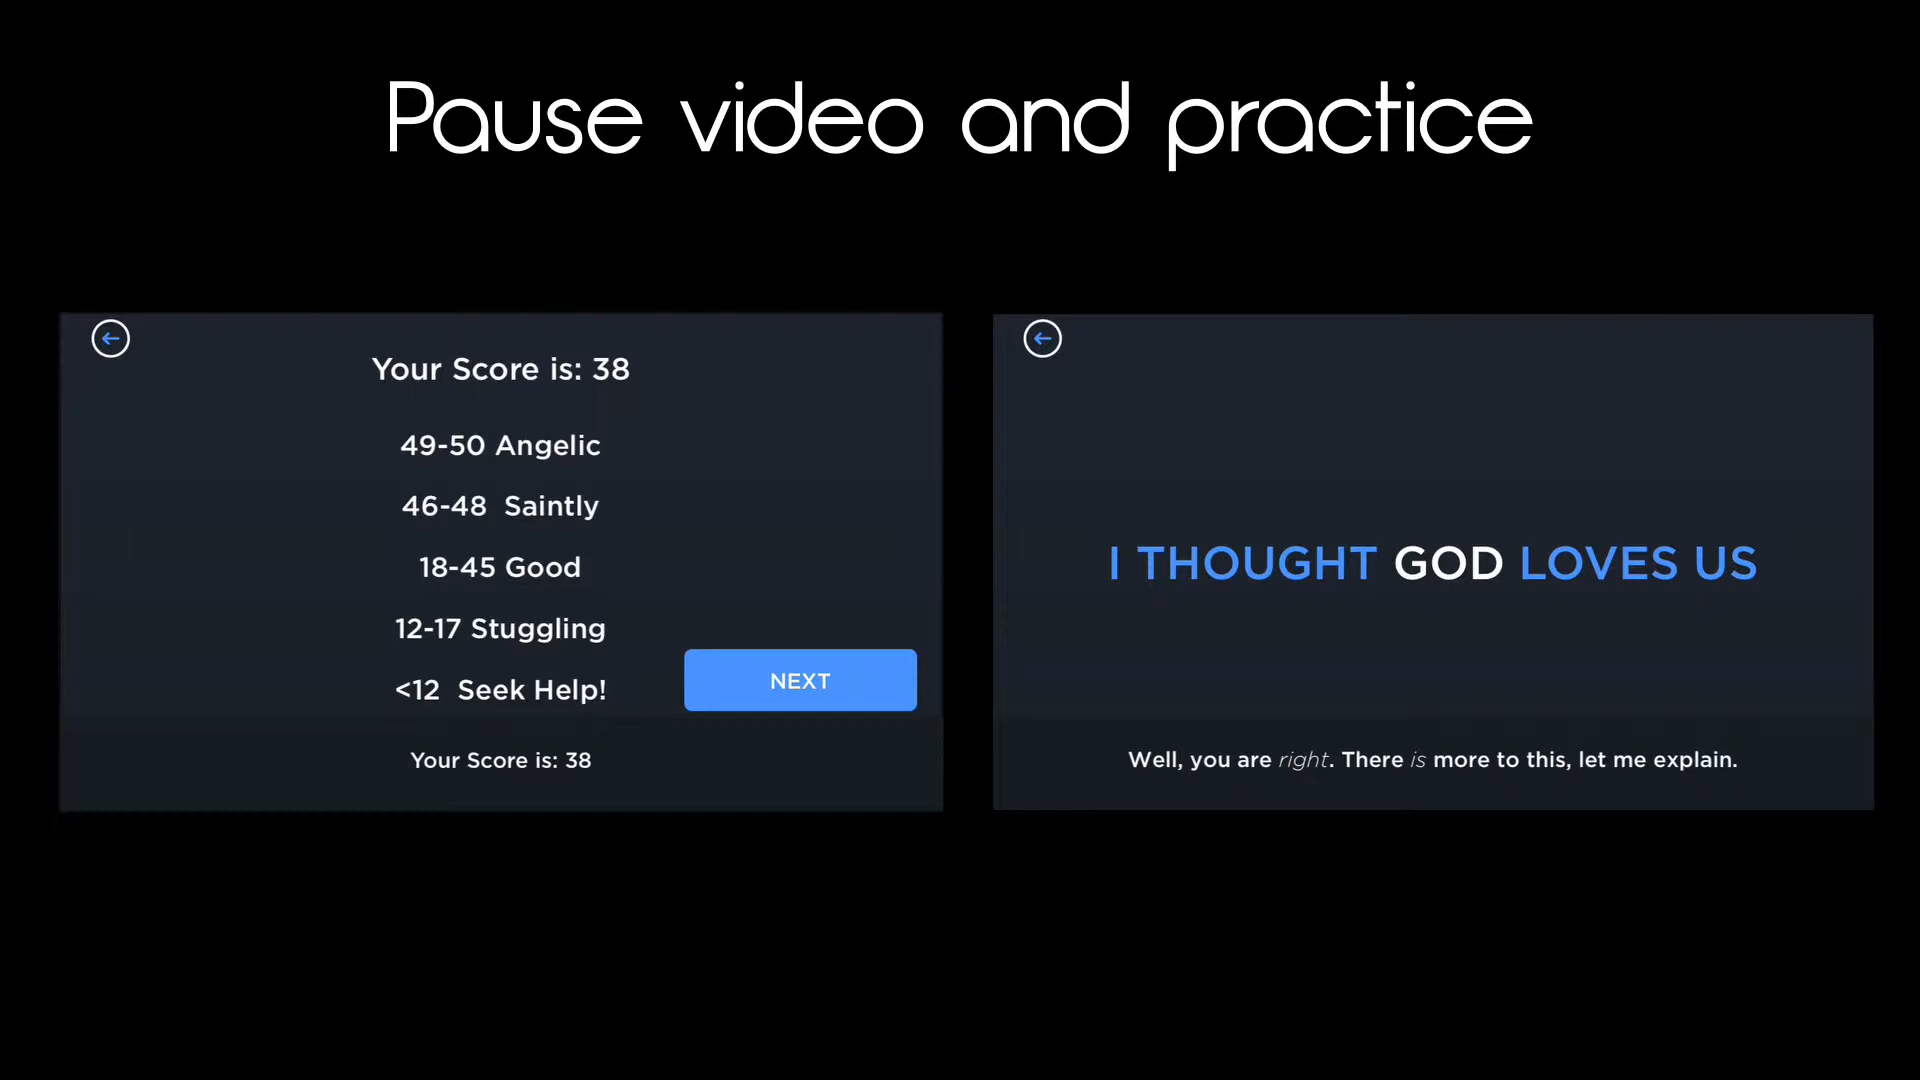 Pause video and practice
Your Score is: 38
49-50 Angelic
46-48 Saintly
18-45 Good
12-17 Stuggling
<12 Seek Help!
NEXT
Your Score is: 38
I THOUGHT GOD LOVES US
Well, you are right. There is more to this, let me explain.